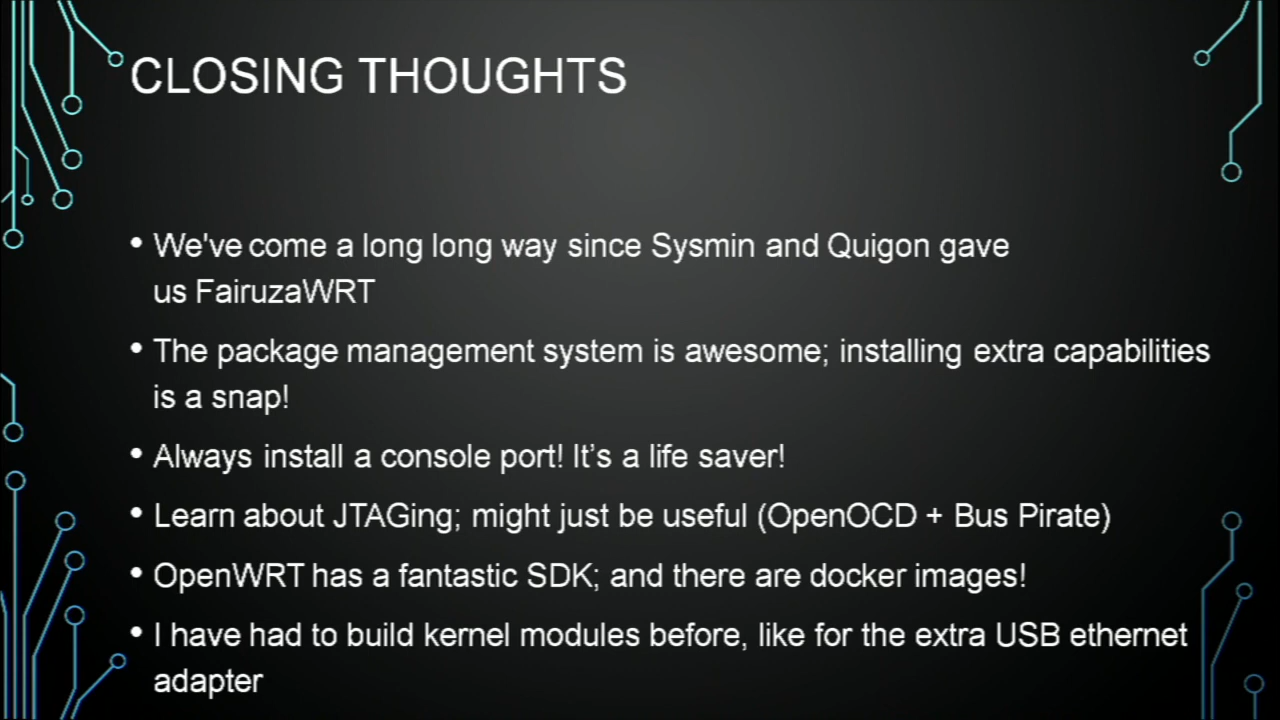 CLOSING THOUGHTS
• We've come a long long way since Sysmin and Quigon gave
us FairuzaWRT
• The package management system is awesome; installing extra capabilities
is a snap!
• Always install a console port! It’s a life saver!
• Learn about JTAGing; might just be useful (OpenOCD + Bus Pirate)
• OpenWRT has a fantastic SDK; and there are docker images!
• I have had to build kernel modules before, like for the extra USB ethernet
adapter